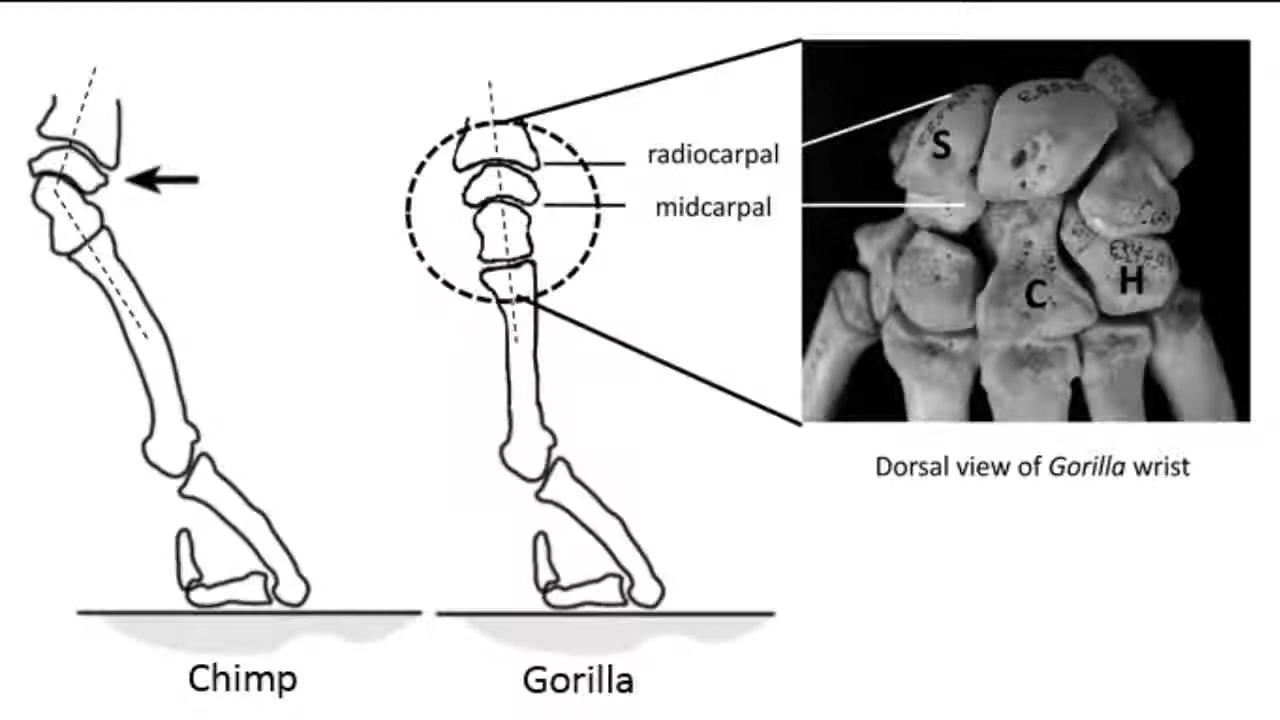 radiocarpal
midcarpal
S
C
H
Dorsal view of Gorilla wrist
Chimp
Gorilla